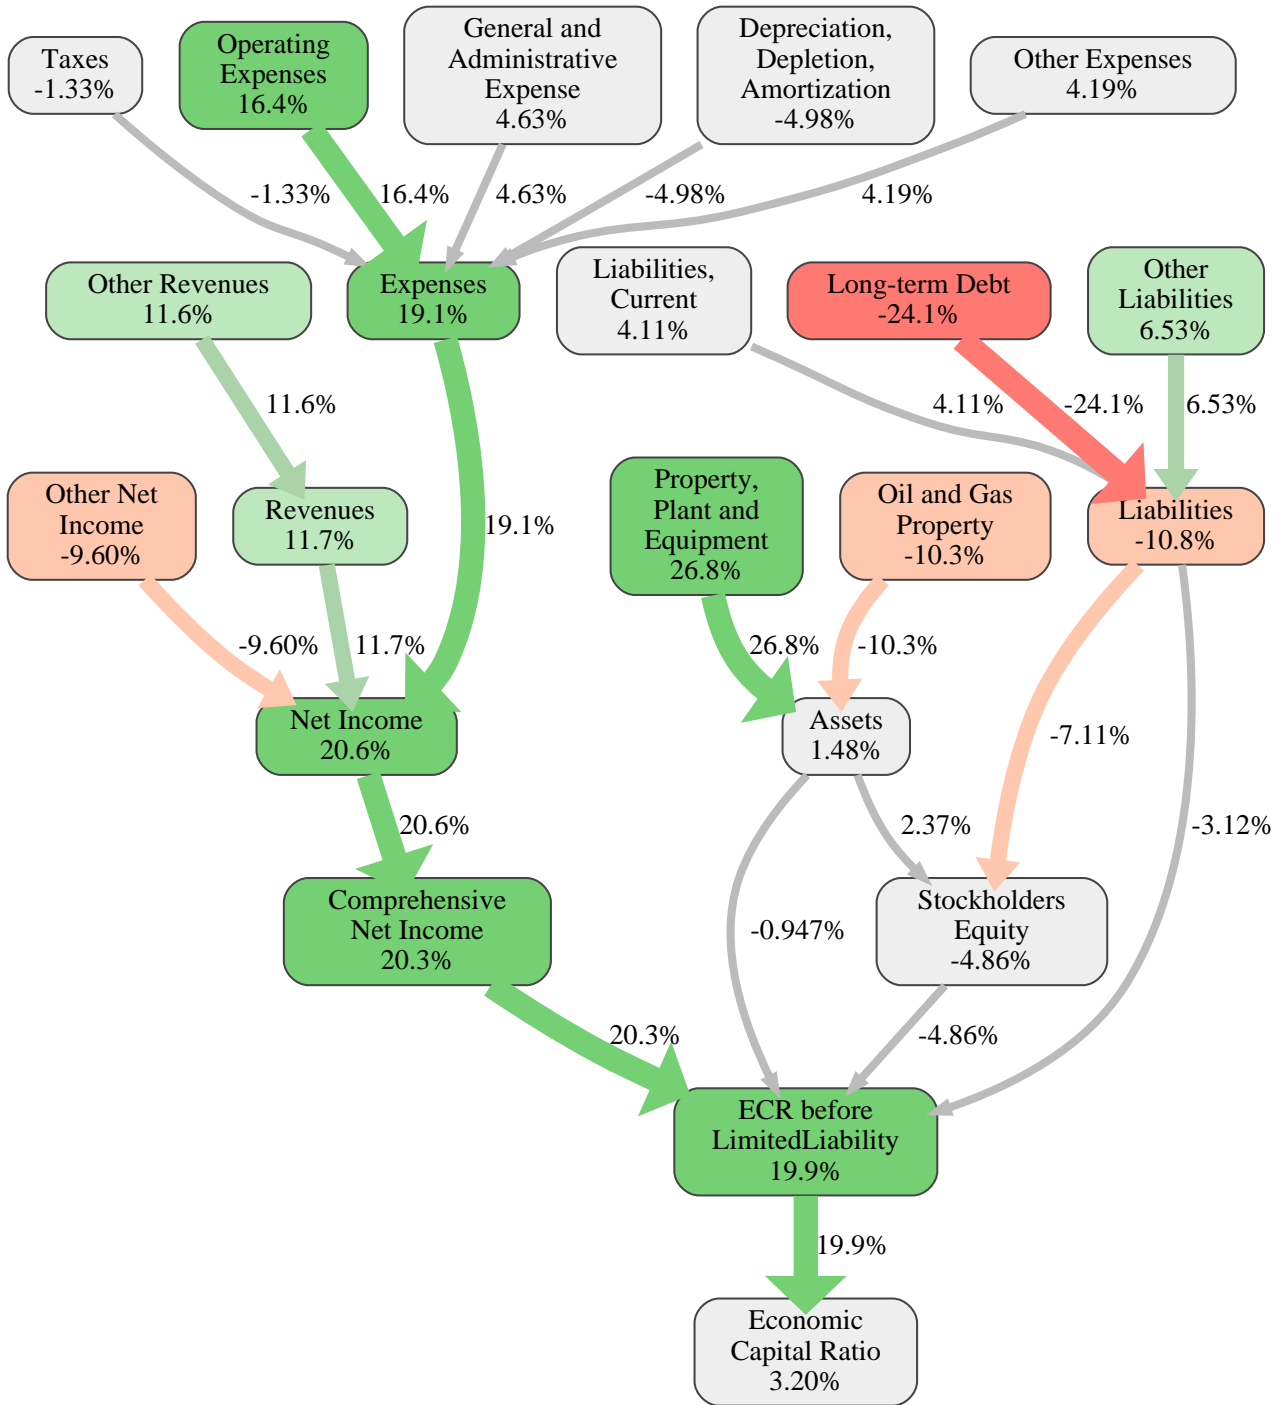 Taxes
-1.33%
Operating
Expenses
16.4%
General and
Administrative
Expense
4.63%
Depreciation,
Depletion,
Amortization
-4.98%
Other Expenses
4.19%
-1.33%
16.4%
4.63%
-4.98%
4.19%
Other Revenues
11.6%
Expenses
19.1%
Liabilities,
Current
4.11%
Long-term Debt
-24.1%
Other
Liabilities
6.53%
11.6%
4.11%
-24.1%
6.53%
Other Net
Income
-9.60%
Revenues
11.7%
19.1%
Property,
Plant and
Equipment
26.8%
Oil and Gas
Property
-10.3%
Liabilities
-10.8%
-9.60%
11.7%
26.8%
-10.3%
Net Income
20.6%
Assets
1.48%
-7.11%
20.6%
2.37%
-3.12%
Comprehensive
Net Income
20.3%
-0.947%
Stockholders
Equity
-4.86%
20.3%
-4.86%
ECR before
LimitedLiability
19.9%
19.9%
Economic
Capital Ratio
3.20%